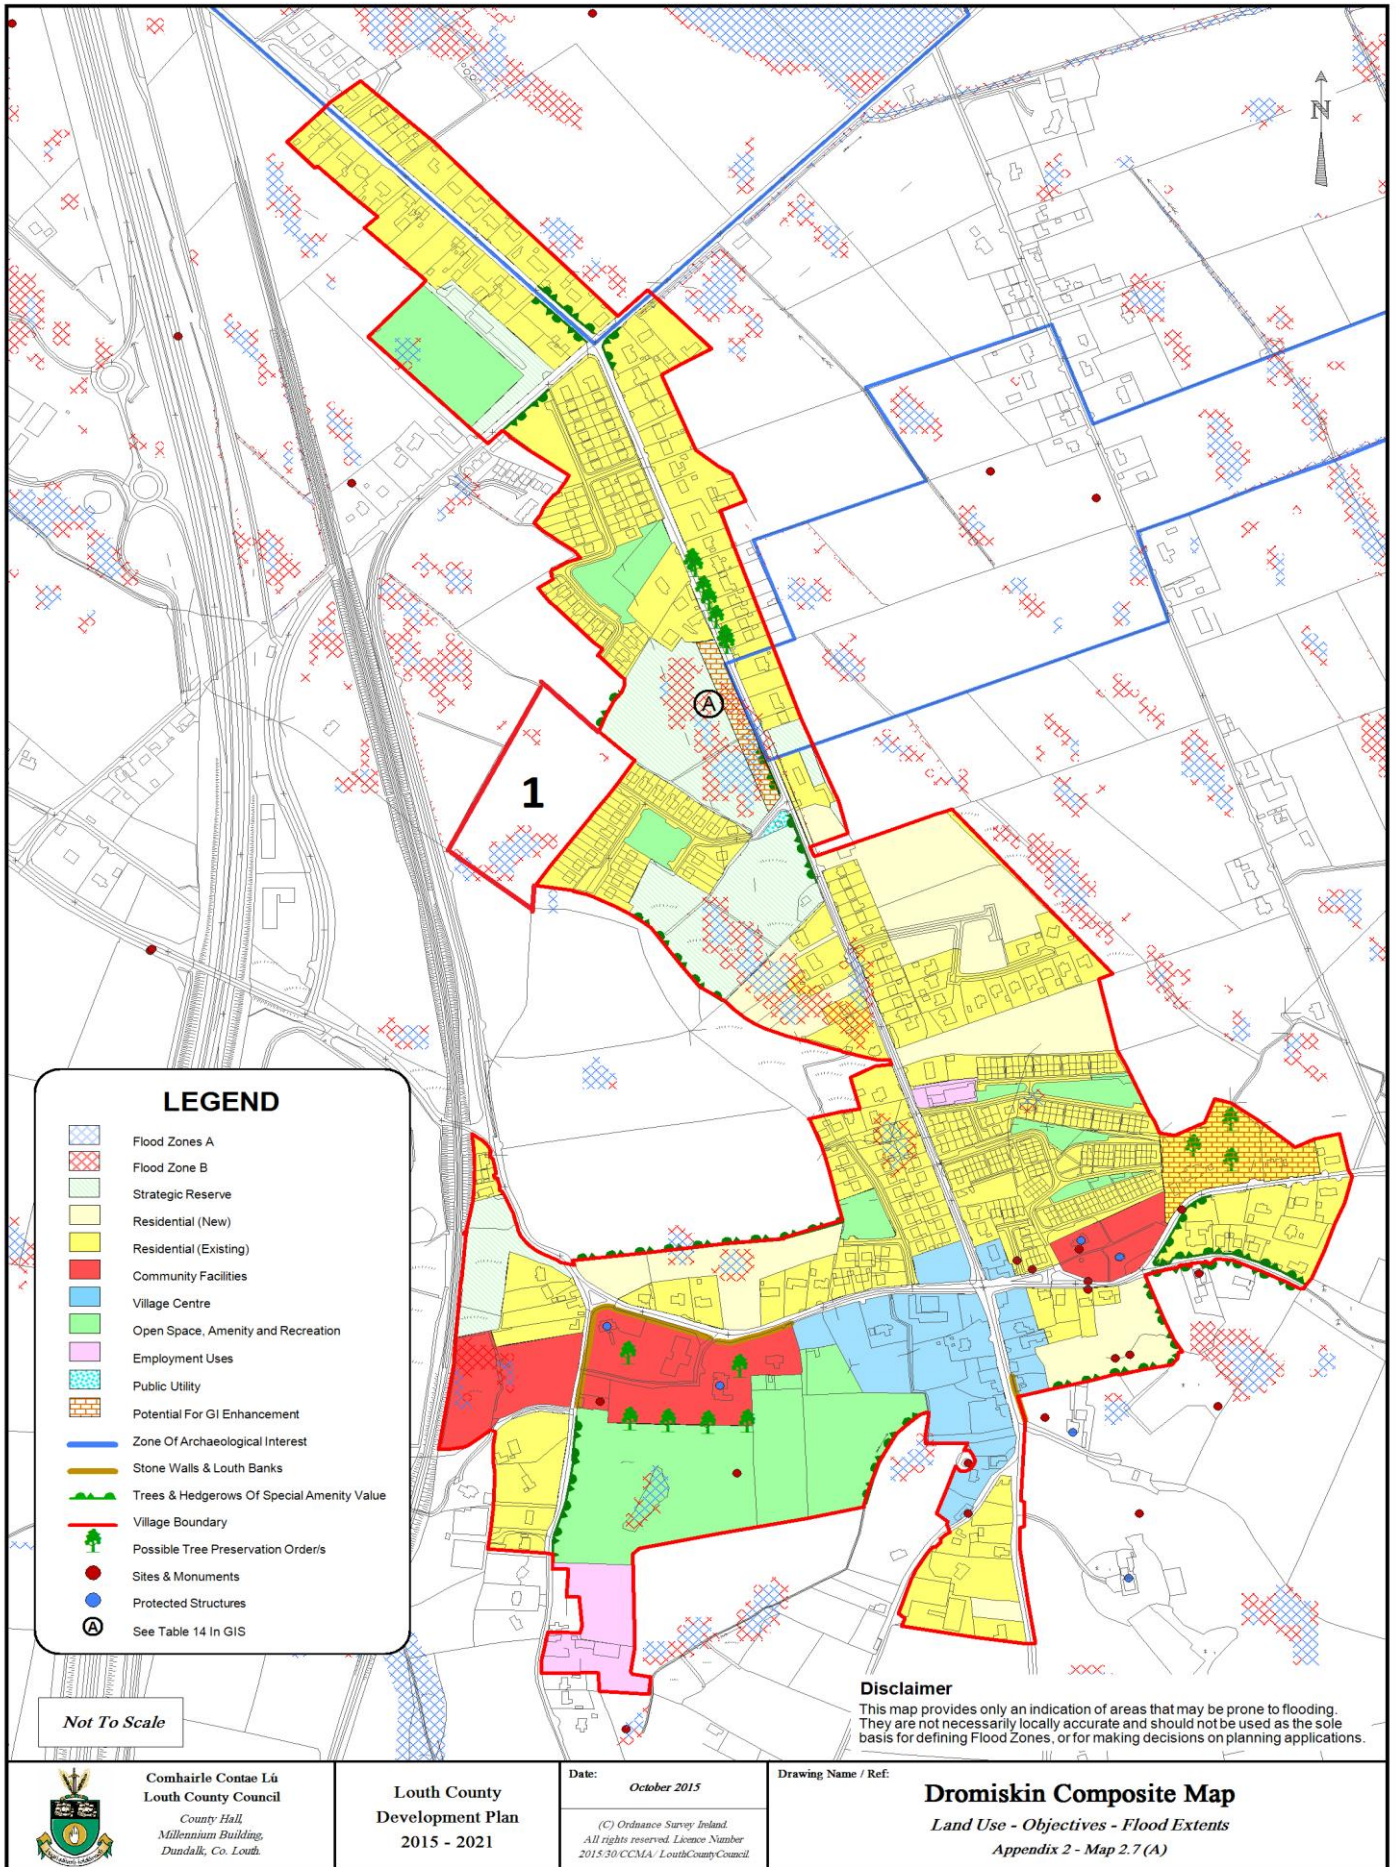 N
A
1
LEGEND
Flood Zones A
Flood Zone B
Strategic Reserve
Residential (New)
Residential (Existing)
Community Facilities
Village Centre
Open Space, Amenity and Recreation
Employment Uses
Public Utility
Potential For GI Enhancement
Zone Of Archaeological Interest
Stone Walls & Louth Banks
Trees & Hedgerows Of Special Amenity Value
Village Boundary
Possible Tree Preservation Order/s
Sites & Monuments
Protected Structures
A See Table 14 In GIS
Not To Scale
Disclaimer
This map provides only an indication of areas that may be prone to flooding.
They are not necessarily locally accurate and should not be used as the sole
basis for defining Flood Zones, or for making decisions on planning applications.
Comhairle Contae Lú
Louth County Council
County Hall,
Millennium Building,
Dundalk, Co. Louth.
Louth County
Development Plan
2015 - 2021
Date:
October 2015
(C) Ordnance Survey Ireland.
All rights reserved. Licence Number
2015/30/CCMA/ LouthCountyCouncil.
Drawing Name / Ref:
Dromiskin Composite Map
Land Use - Objectives - Flood Extents
Appendix 2 - Map 2.7 (A)